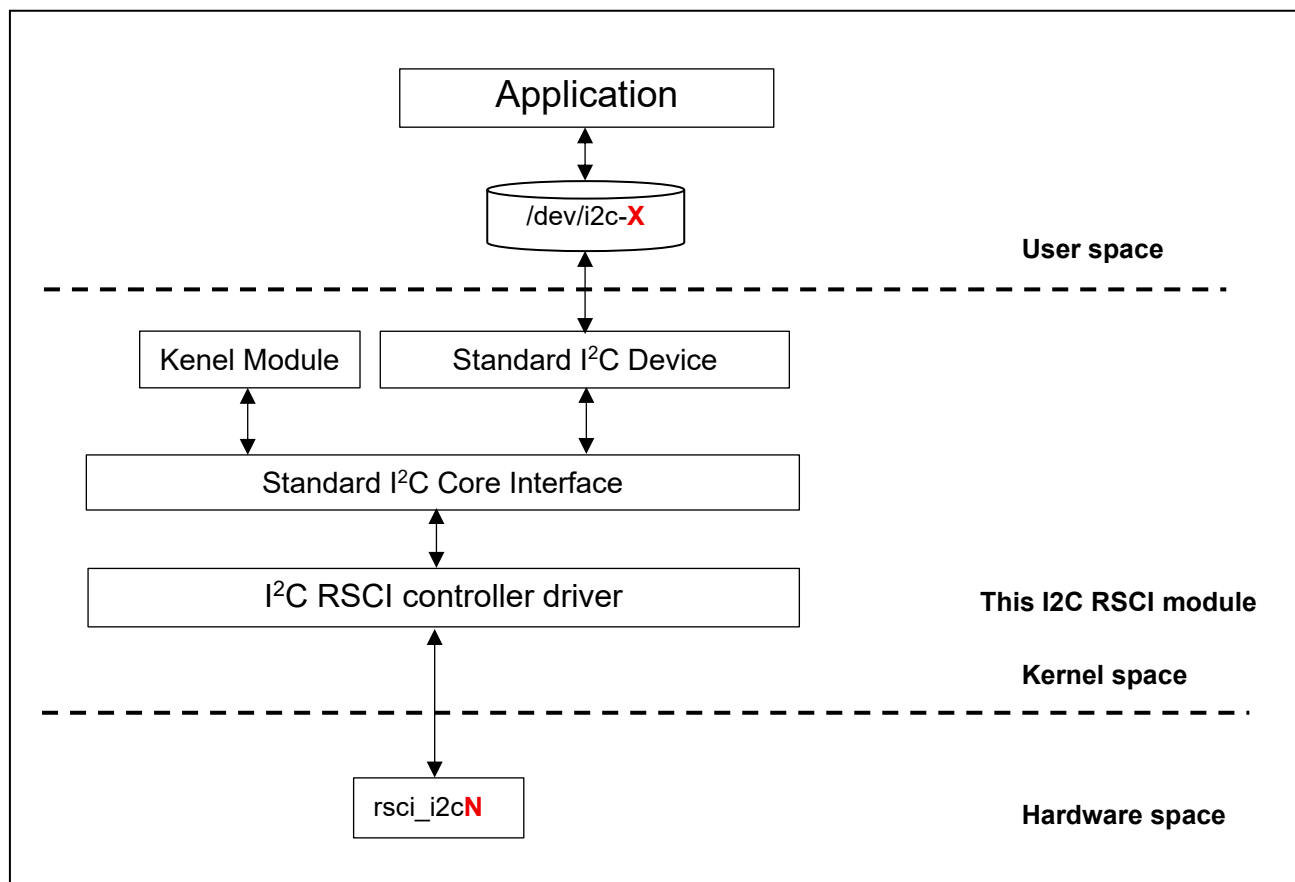 Application
/dev/i2c-X
User space
Kenel Module
Standard I²C Device
Standard I²C Core Interface
I²C RSCI controller driver
This I2C RSCI module
Kernel space
rsci_i2cN
Hardware space